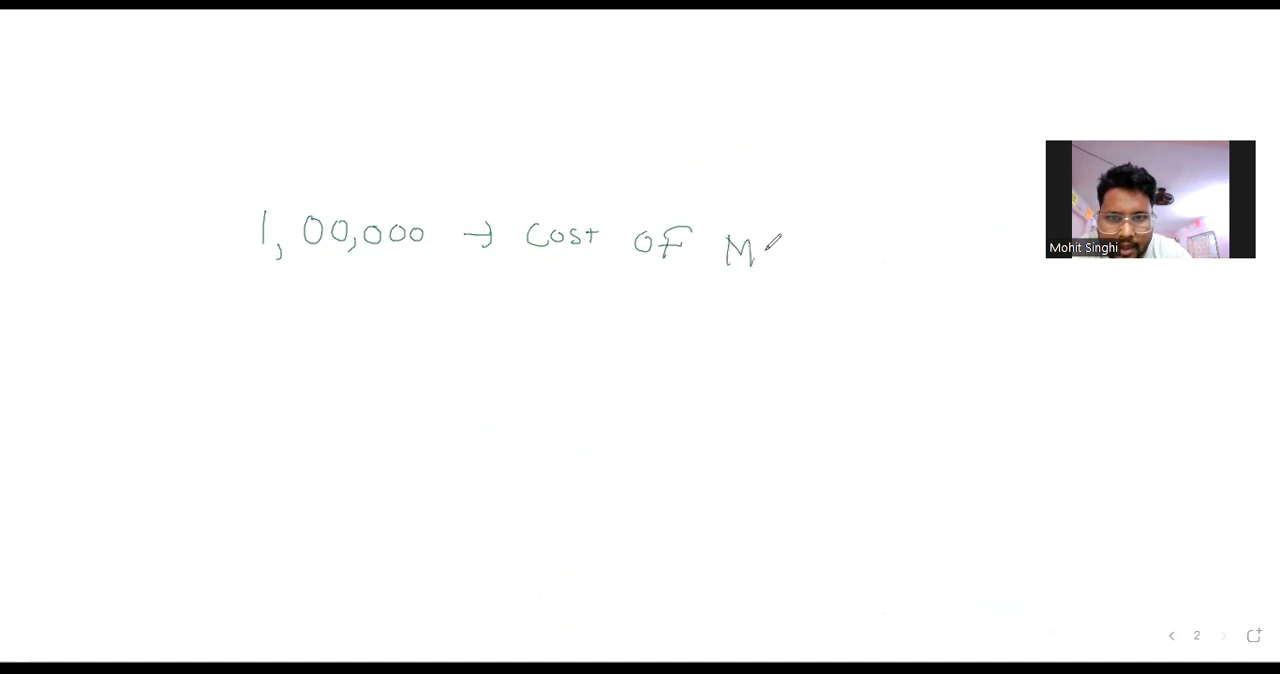 1,00,000 → Cost OF M
Mohit Singhi
2